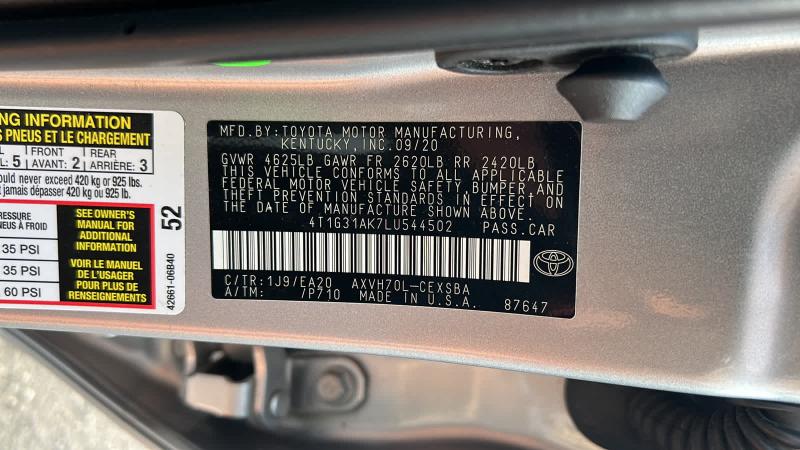 NG INFORMATION
PNEUS ET LE CHARGEMENT
5 FRONT AVANT: 2 REAR ARRIÈRE: 3
ould never exceed 420 kg or 925 lbs.
jamais dépasser 420 kg ou 925 lb.
RESSURE
NEUS À FROID
35 PSI
35 PSI
60 PSI
SEE OWNER'S
MANUAL FOR
ADDITIONAL
INFORMATION
VOIR LE MANUEL
DE L'USAGER
POUR PLUS DE
RENSEIGNEMENTS
52
42661-06B40
MFD.BY:TOYOTA MOTOR MANUFACTURING,
KENTUCKY,INC.09/20
GVWR 4625LB GAWR FR 2620LB RR 2420LB
THIS VEHICLE CONFORMS TO ALL APPLICABLE
FEDERAL MOTOR VEHICLE SAFETY,BUMPER,AND
THEFT PREVENTION STANDARDS IN EFFECT ON
THE DATE OF MANUFACTURE SHOWN ABOVE.
4T1G31AK7LU544502 PASS.CAR
C/TR:1J9/EA20 AXVH70L-CEXSBA
A/TM: /P710 MADE IN U.S.A. 87647